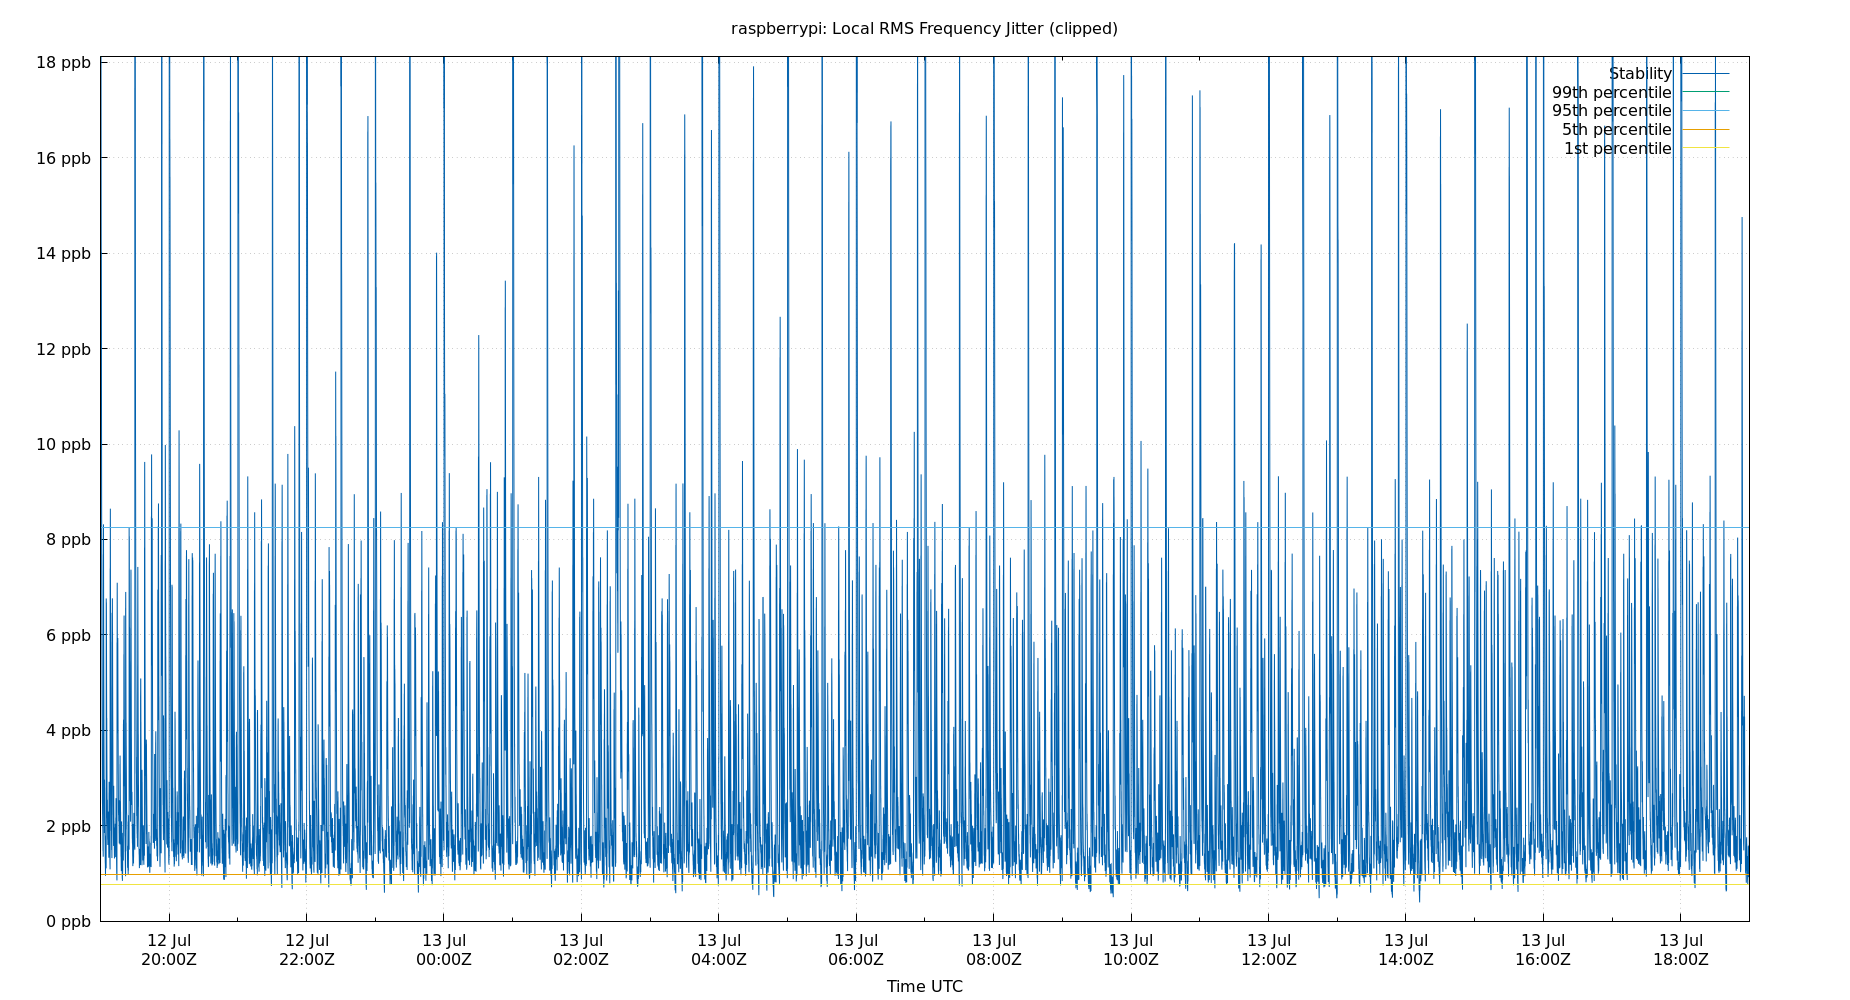 raspberrypi: Local RMS Frequency Jitter (clipped)
18 ppb
16 ppb
14 ppb
12 ppb
10 ppb
8 ppb
6 ppb
4 ppb
2 ppb
0 ppb
Stability
99th percentile
95th percentile
5th percentile
1st percentile
12 Jul 12 Jul 13 Jul 13 Jul 13 Jul 13 Jul 13 Jul 13 Jul 13 Jul 13 Jul 13 Jul 13 Jul
20:00Z 22:00Z 00:00Z 02:00Z 04:00Z 06:00Z 08:00Z 10:00Z 12:00Z 14:00Z 16:00Z 18:00Z
Time UTC